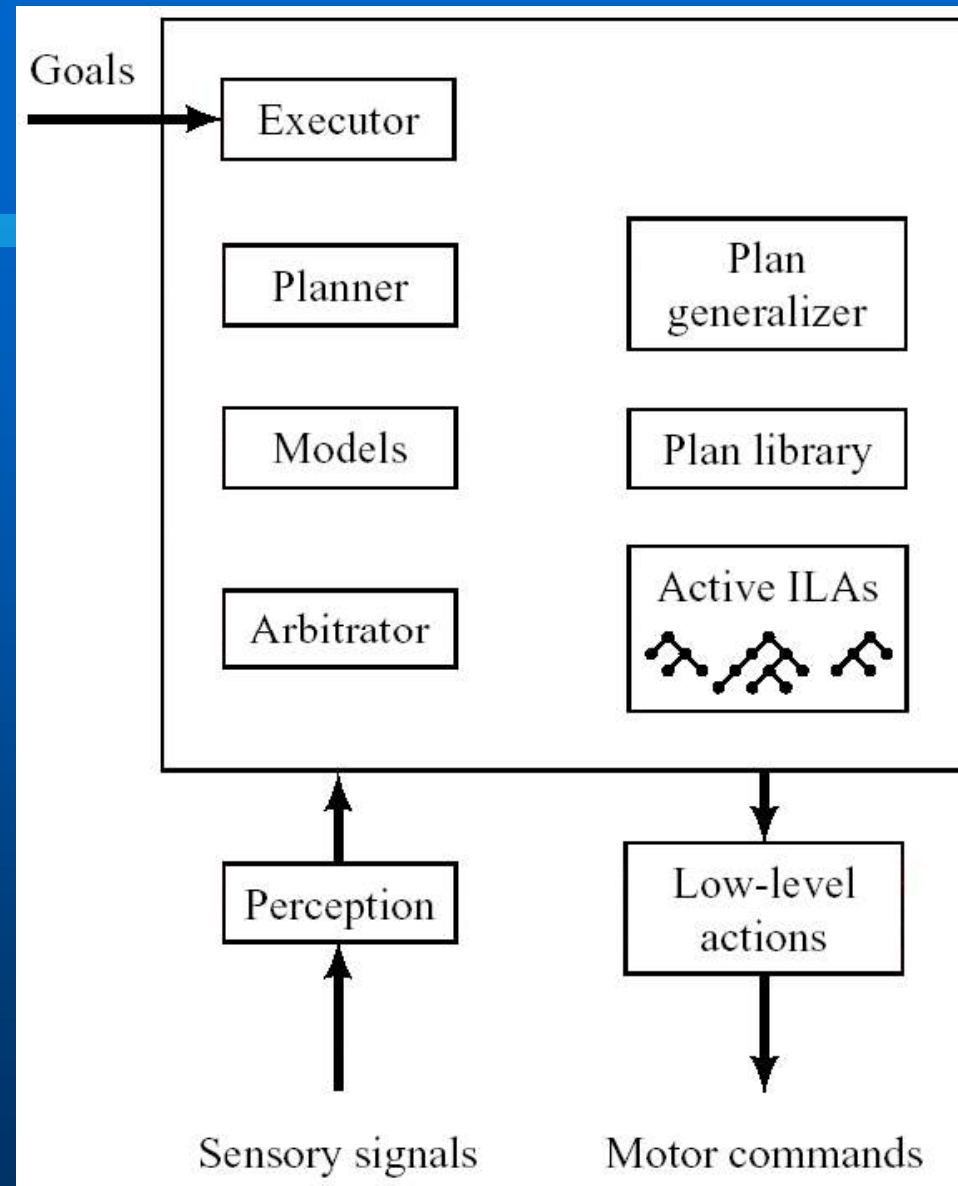 Goals
Executor
Planner
Plan
generalizer
Models
Plan library
Arbitrator
Active ILAs
Perception
Low-level
actions
Sensory signals
Motor commands